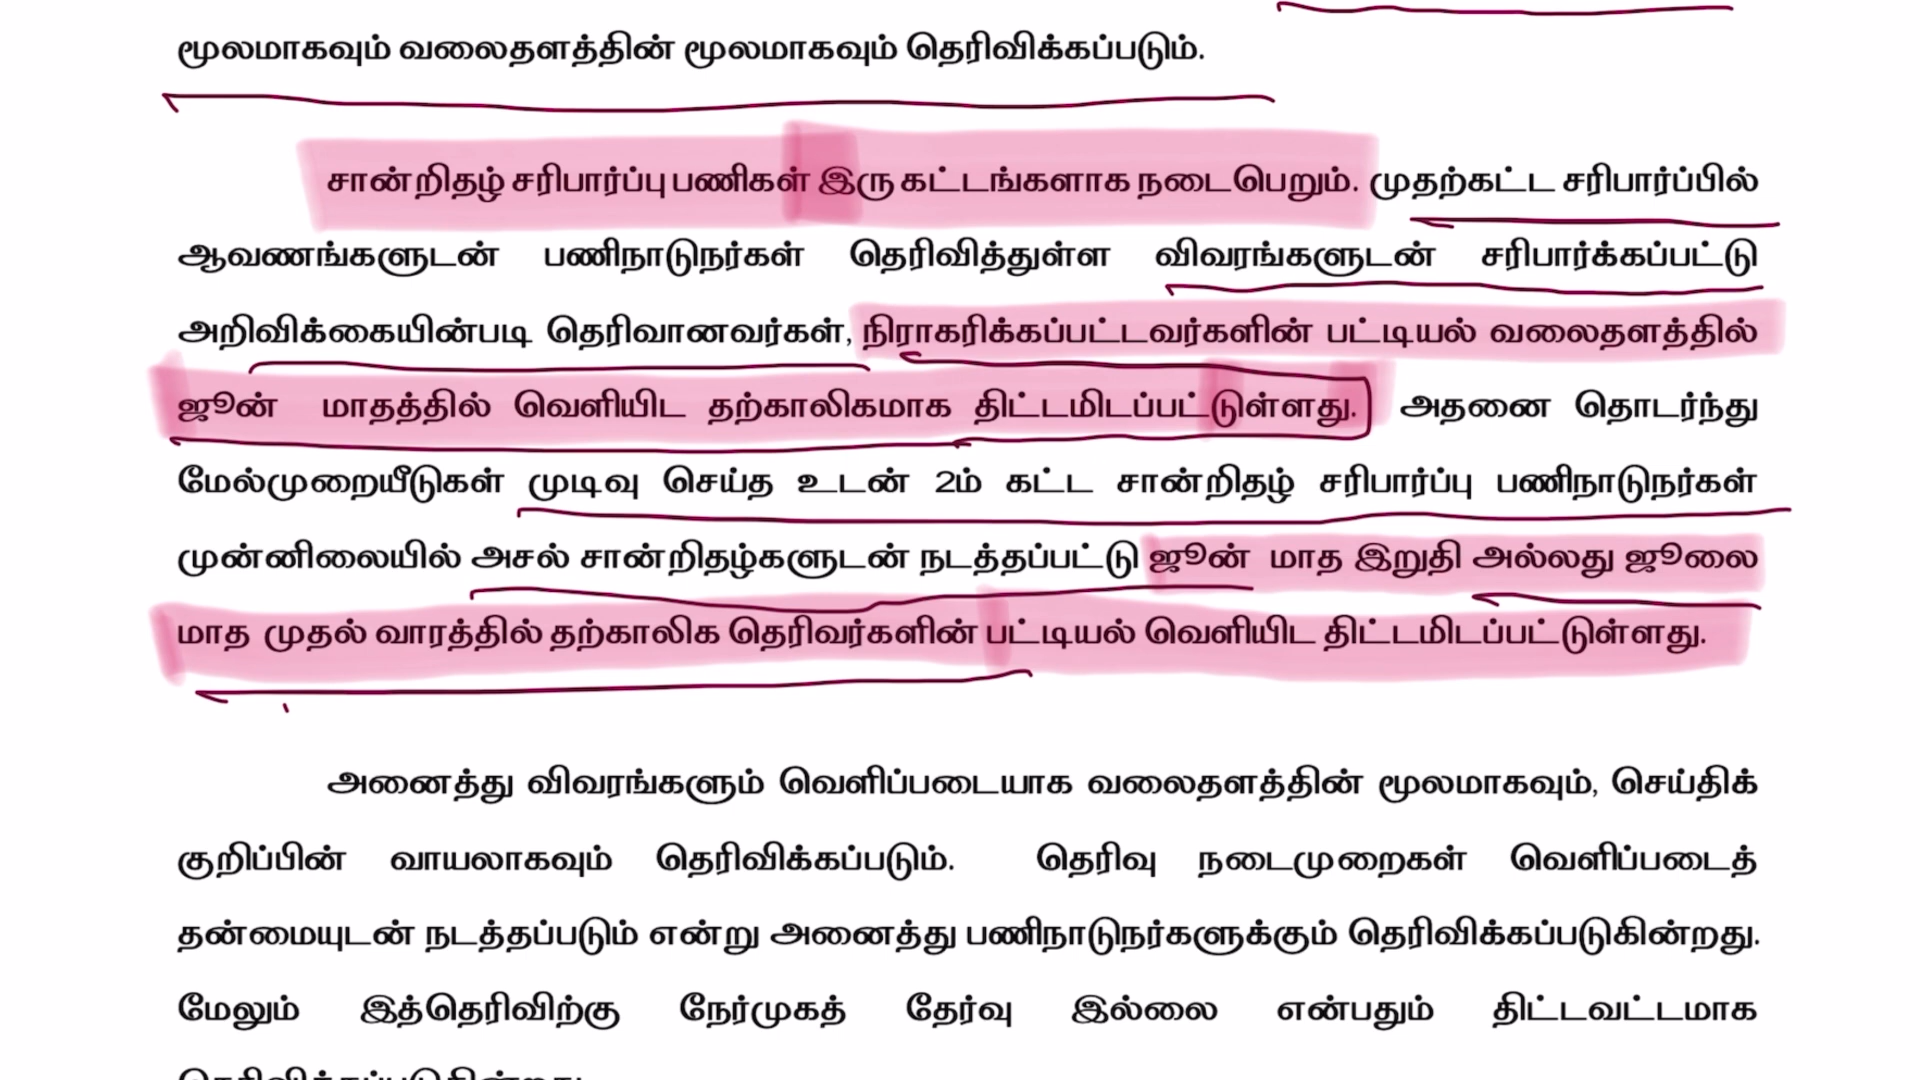 மூலமாகவும் வலைதளத்தின் மூலமாகவும் தெரிவிக்கப்படும்.
சான்றிதழ் சரிபார்ப்பு பணிகள் இரு கட்டங்களாக நடைபெறும். முதற்கட்ட சரிபார்ப்பில்
ஆவணங்களுடன் பணிநாடுநர்கள் தெரிவித்துள்ள விவரங்களுடன் சரிபார்க்கப்பட்டு
அறிவிக்கையின்படி தெரிவானவர்கள், நிராகரிக்கப்பட்டவர்களின் பட்டியல் வலைதளத்தில்
ஜூன் மாதத்தில் வெளியிட தற்காலிகமாக திட்டமிடப்பட்டுள்ளது. அதனை தொடர்ந்து
மேல்முறையீடுகள் முடிவு செய்த உடன் 2ம் கட்ட சான்றிதழ் சரிபார்ப்பு பணிநாடுநர்கள்
முன்னிலையில் அசல் சான்றிதழ்களுடன் நடத்தப்பட்டு ஜூன் மாத இறுதி அல்லது ஜூலை
மாத முதல் வாரத்தில் தற்காலிக தெரிவர்களின் பட்டியல் வெளியிட திட்டமிடப்பட்டுள்ளது.
அனைத்து விவரங்களும் வெளிப்படையாக வலைதளத்தின் மூலமாகவும், செய்திக்
குறிப்பின் வாயலாகவும் தெரிவிக்கப்படும். தெரிவு நடைமுறைகள் வெளிப்படைத்
தன்மையுடன் நடத்தப்படும் என்று அனைத்து பணிநாடுநர்களுக்கும் தெரிவிக்கப்படுகின்றது.
மேலும் இத்தெரிவிற்கு நேர்முகத் தேர்வு இல்லை என்பதும் திட்டவட்டமாக